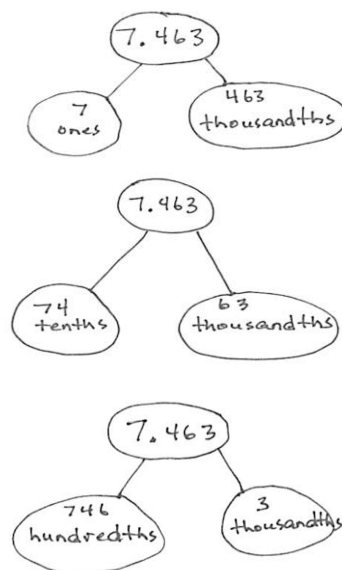 7.463
7
ones
463
thousandths
7.463
74
tenths
63
thousandths
7.463
746
hundredths
3
thousandths